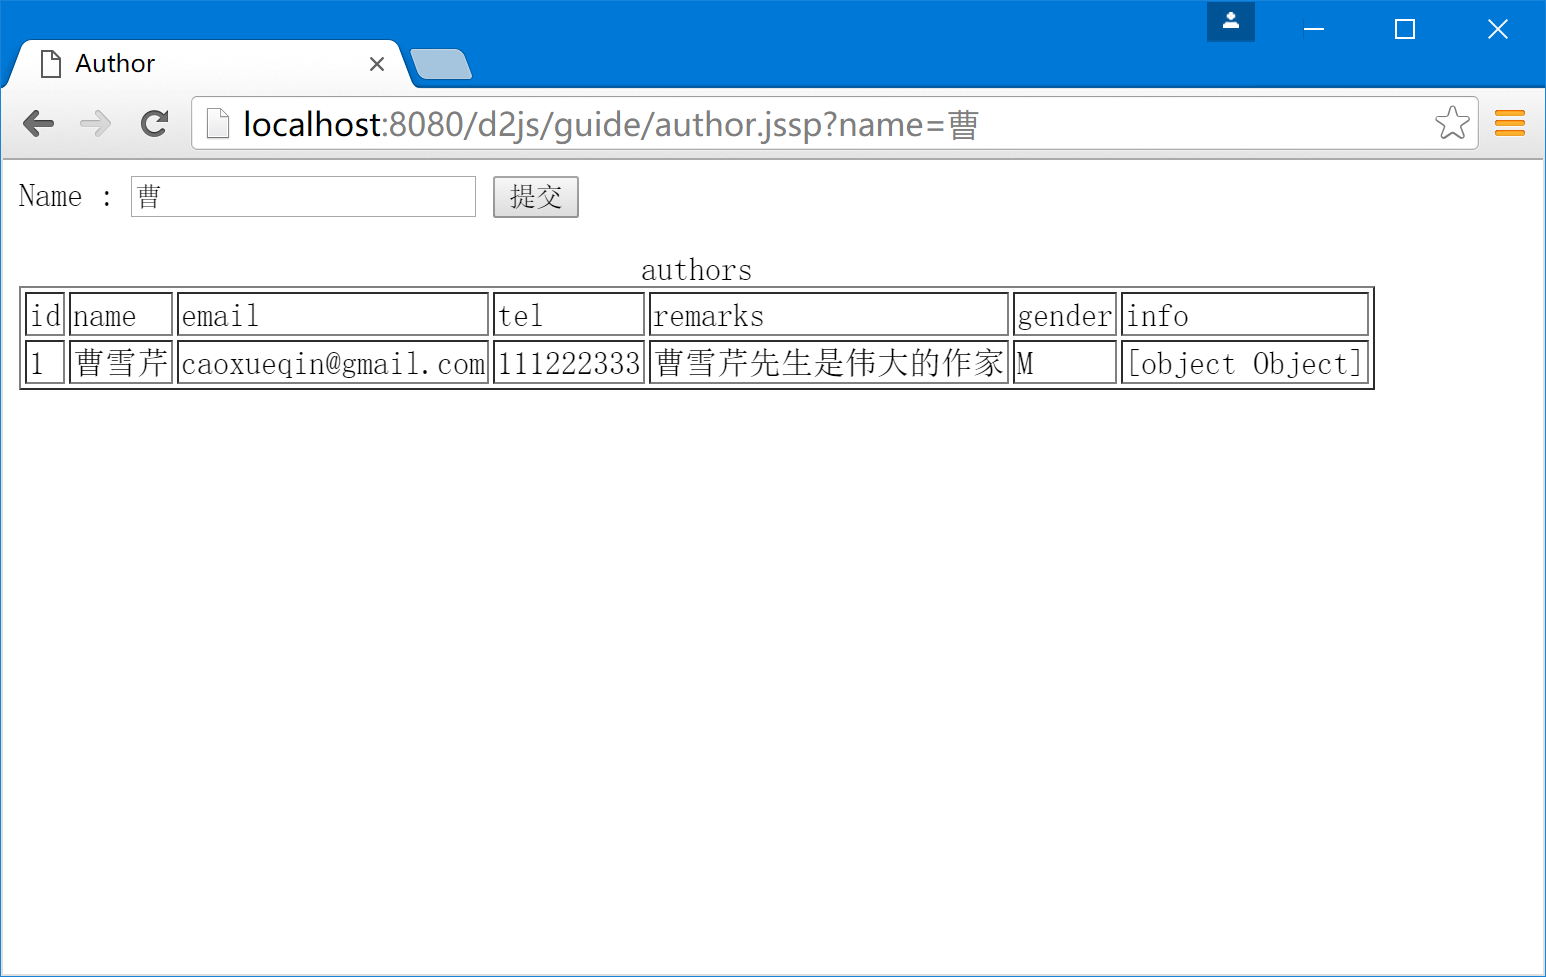 Author
localhost:8080/d2js/guide/author.jssp?name=曹
Name : 曹 提交
authors
id name email tel remarks gender info
1 曹雪芹 caoxueqin@gmail.com 111222333 曹雪芹先生是伟大的作家 M [object Object]